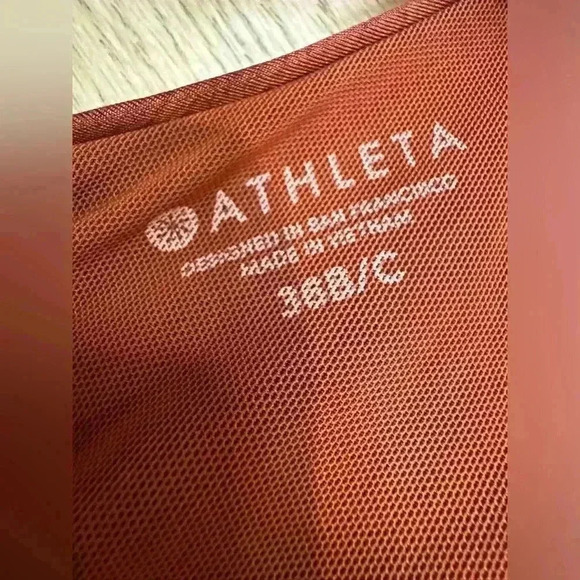 ATHLETA
DESIGNED IN SAN FRANCISCO
MADE IN VIETNAM
36B/C